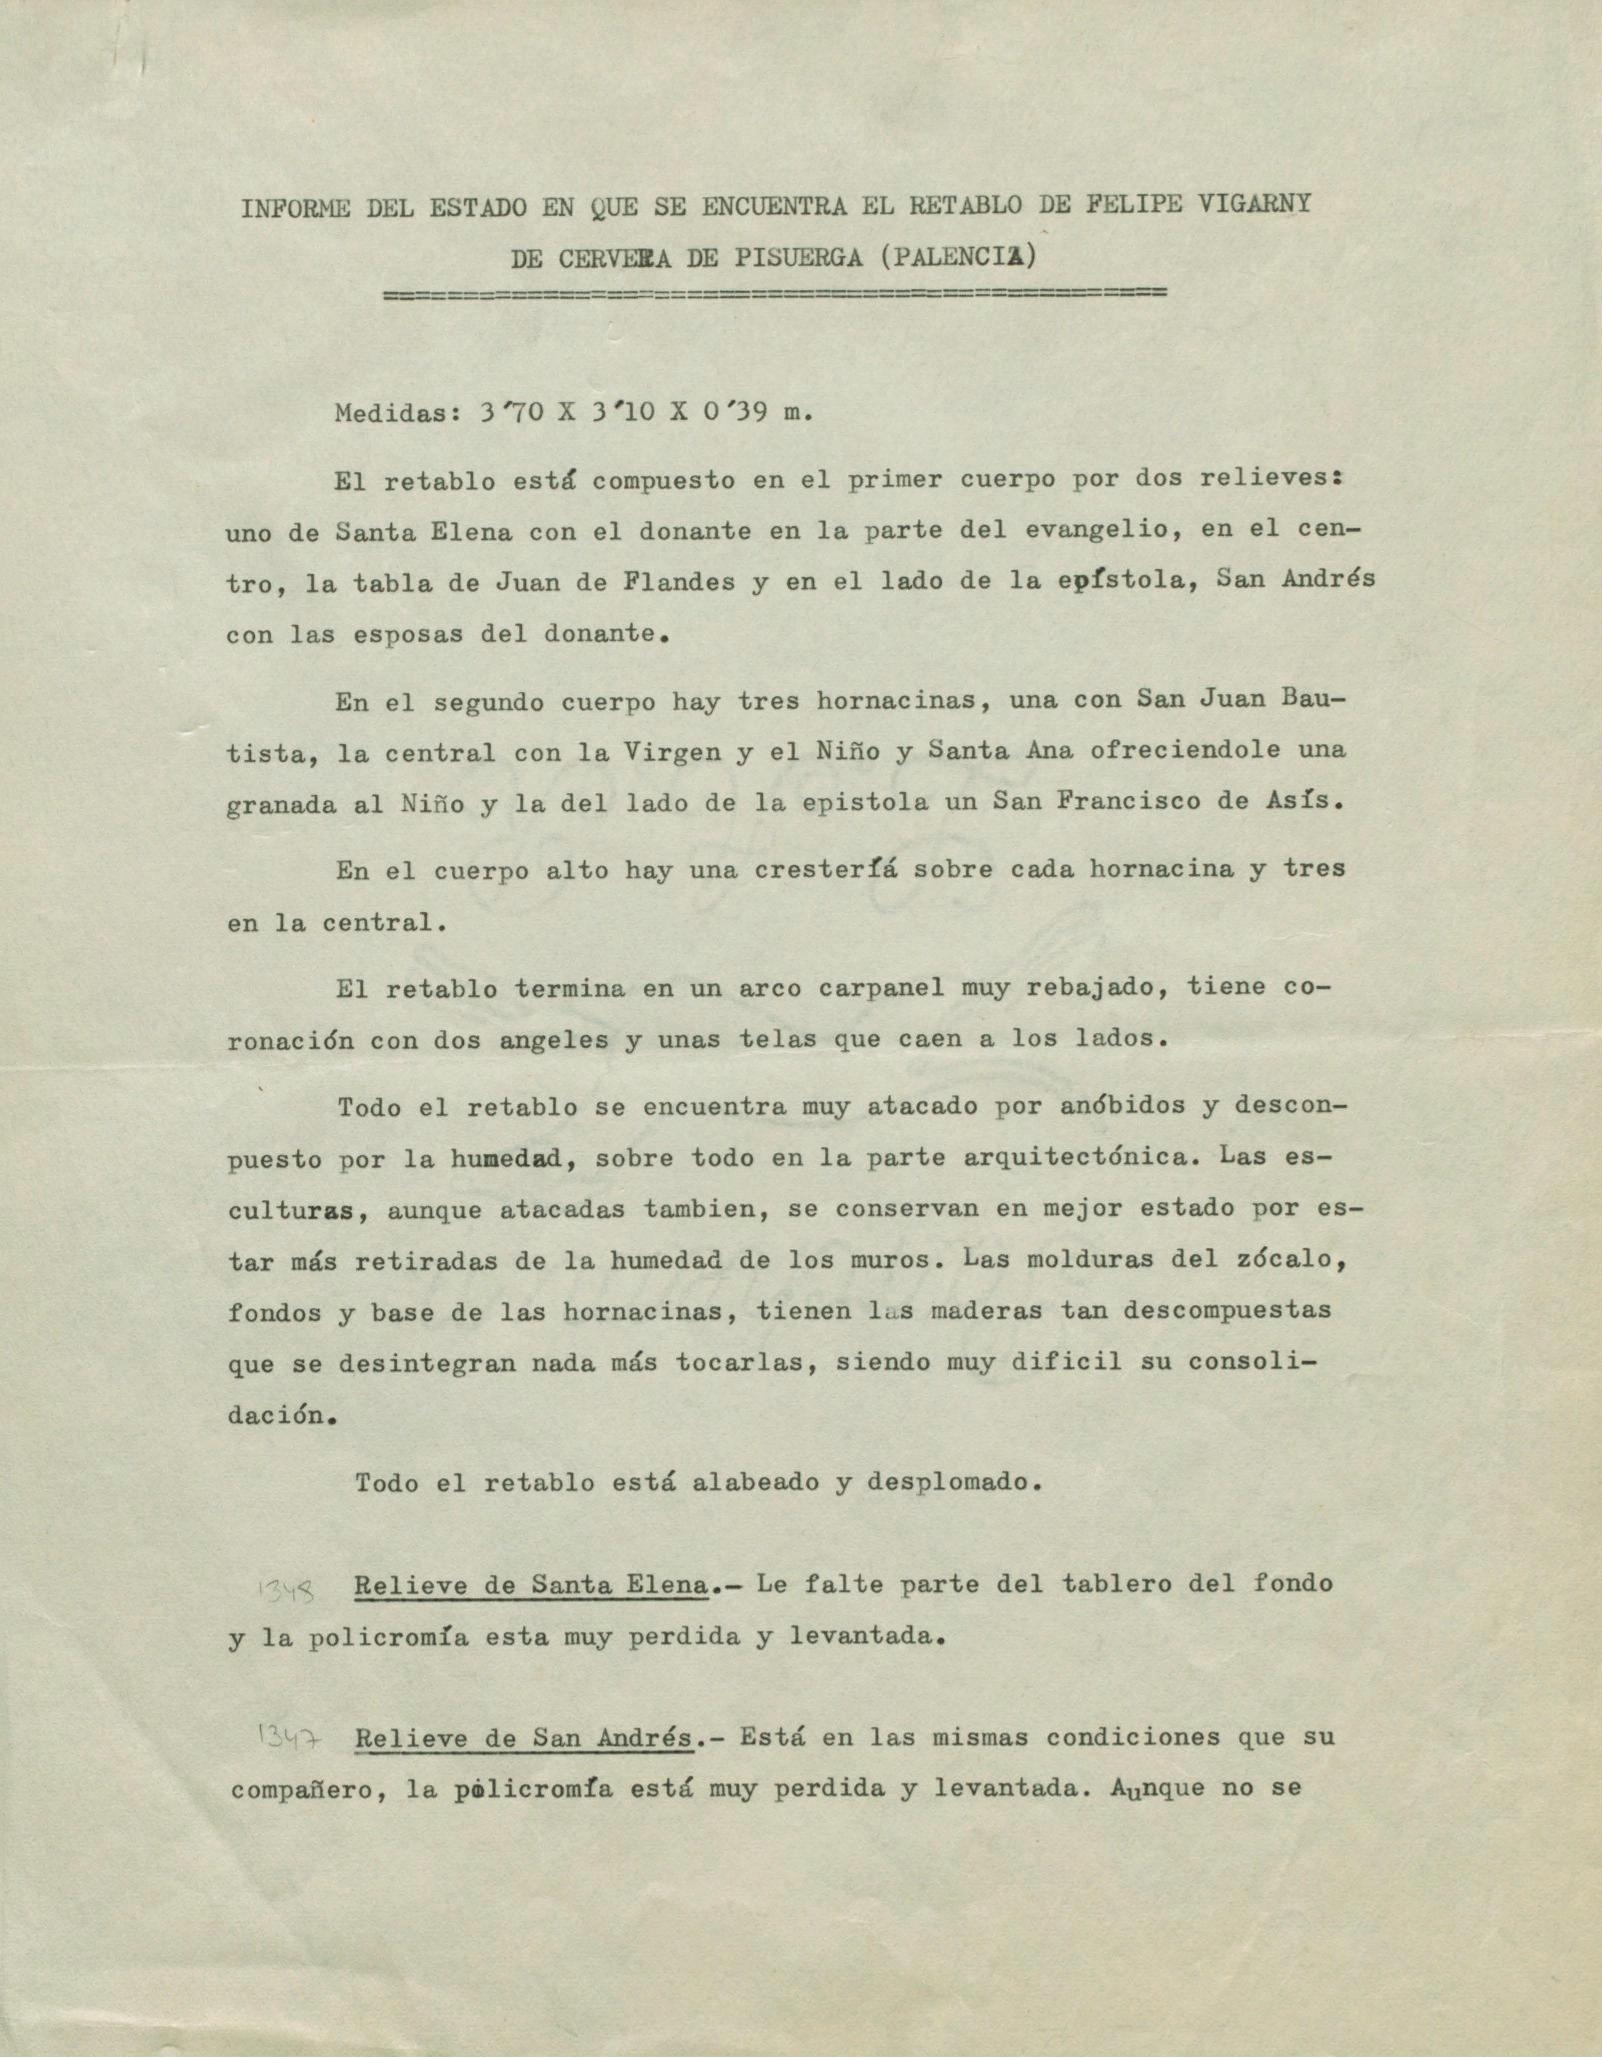 INFORME DEL ESTADO EN QUE SE ENCUENTRA EL RETABLO DE FELIPE VIGARNY
DE CERVERA DE PISUERGA (PALENCIA)
Medidas: 3'70 X 3'10 X 0'39 m.
El retablo está compuesto en el primer cuerpo por dos relieves:
uno de Santa Elena con el donante en la parte del evangelio, en el cen-
tro, la tabla de Juan de Flandes y en el lado de la epístola, San Andrés
con las esposas del donante.
En el segundo cuerpo hay tres hornacinas, una con San Juan Bau-
tista, la central con la Virgen y el Niño y Santa Ana ofreciendole una
granada al Niño y la del lado de la epistola un San Francisco de Asís.
En el cuerpo alto hay una cresteríá sobre cada hornacina y tres
en la central.
El retablo termina en un arco carpanel muy rebajado, tiene co-
ronación con dos angeles y unas telas que caen a los lados.
Todo el retablo se encuentra muy atacado por anóbidos y descon-
puesto por la humedad, sobre todo en la parte arquitectónica. Las es-
culturas, aunque atacadas tambien, se conservan en mejor estado por es-
tar más retiradas de la humedad de los muros. Las molduras del zócalo,
fondos y base de las hornacinas, tienen las maderas tan descompuestas
que se desintegran nada más tocarlas, siendo muy dificil su consoli-
dación.
Todo el retablo está alabeado y desplomado.
1348 Relieve de Santa Elena.- Le falte parte del tablero del fondo
y la policromía esta muy perdida y levantada.
1347 Relieve de San Andrés.- Está en las mismas condiciones que su
compañero, la policromía está muy perdida y levantada. Aunque no se